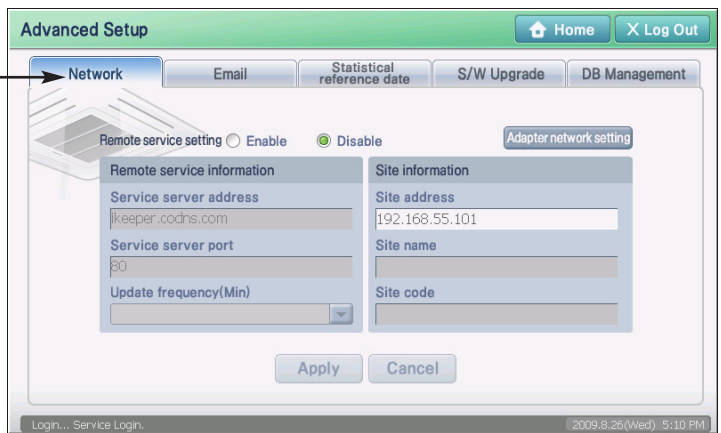 Advanced Setup
Home
X Log Out
Network
Email
Statistical
reference date
S/W Upgrade
DB Management
Remote service setting Enable Disable
Adapter network setting
Remote service information
Service server address
ikeeper.codns.com
Service server port
80
Update frequency(Min)
Site information
Site address
192.168.55.101
Site name
Site code
Apply
Cancel
Login... Service Login.
2009.8.26(Wed) 5:10 PM